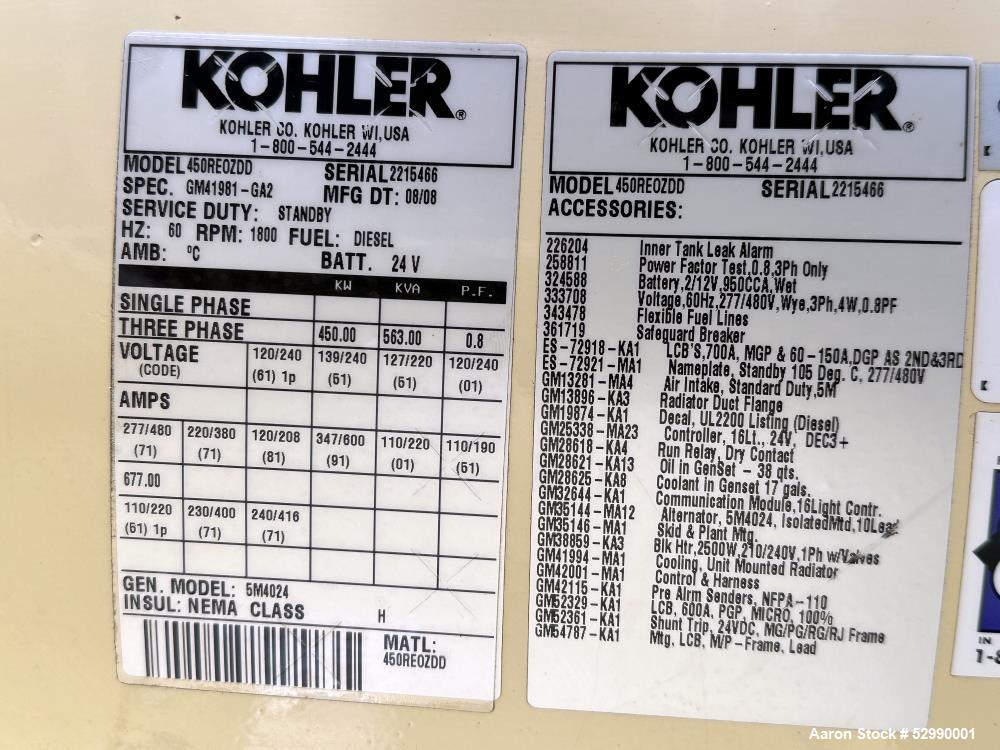 KOHLER®
KOHLER CO. KOHLER WI,USA
1-800-544-2444
MODEL 450REOZDD SERIAL 2215466
SPEC. GM41981-GA2 MFG DT: 08/08
SERVICE DUTY: STANDBY
HZ: 60 RPM: 1800 FUEL: DIESEL
AMB: °C BATT. 24 V
KW KVA P.F.
SINGLE PHASE
THREE PHASE 450.00 563.00 0.8
VOLTAGE 120/240 139/240 127/220 120/240
(CODE) (61) 1p (51) (51) (01)
AMPS
277/480 220/380 120/208 347/600 110/220 110/190
(71) (71) (81) (91) (01) (51)
677.00
110/220 230/400 240/416
(61) 1p (71) (71)
GEN. MODEL: 5M4024
INSUL: NEMA CLASS H
MATL:
450REOZDD
KOHLER®
KOHLER CO. KOHLER WI,USA
1-800-544-2444
MODEL 450REOZDD SERIAL 2215466
ACCESSORIES:
226204 Inner Tank Leak Alarm
258811 Power Factor Test,0.8,3Ph Only
324588 Battery,2/12V,950CCA,Wet
333708 Voltage,60Hz,277/480V,Wye,3Ph,4W,0.8PF
343478 Flexible Fuel Lines
361719 Safeguard Breaker
ES-72918-KA1 LCB'S,700A, MGP & 60-150A.DGP AS 2ND&3RD
ES-72921-MA1 Nameplate, Standby 105 Deg. C, 277/480V
GM13281-MA4 Air Intake, Standard Duty,5M
GM13896-KA3 Radiator Duct Flange
GM19874-KA1 Decal, UL2200 Listing (Diesel)
GM25338-MA23 Controller, 16Lt., 24V, DEC3+
GM28618-KA4 Run Relay, Dry Contact
GM28621-KA13 Oil in GenSet - 38 qts.
GM28625-KA8 Coolant in Genset 17 gals.
GM32644-KA1 Communication Module,16Light Contr.
GM35144-MA12 Alternator, 5M4024, IsolatedMtd,10Lead
GM35146-MA1 Skid & Plant Mtg.
GM38859-KA3 Blk Htr,2500W,210/240V,1Ph w/Valves
GM41994-MA1 Cooling, Unit Mounted Radiator
GM42001-MA1 Control & Harness
GM42115-KA1 Pre Alrm Senders, NFPA-110
GM52329-KA1 LCB, 600A, PGP, MICRO, 100%
GM52361-KA1 Shunt Trip, 24VDC, MG/PG/RG/RJ Frame
GM54787-KA1 Mtg, LCB, M/P-Frame, Lead
K
K
IN
1-8
Aaron Stock # 52990001